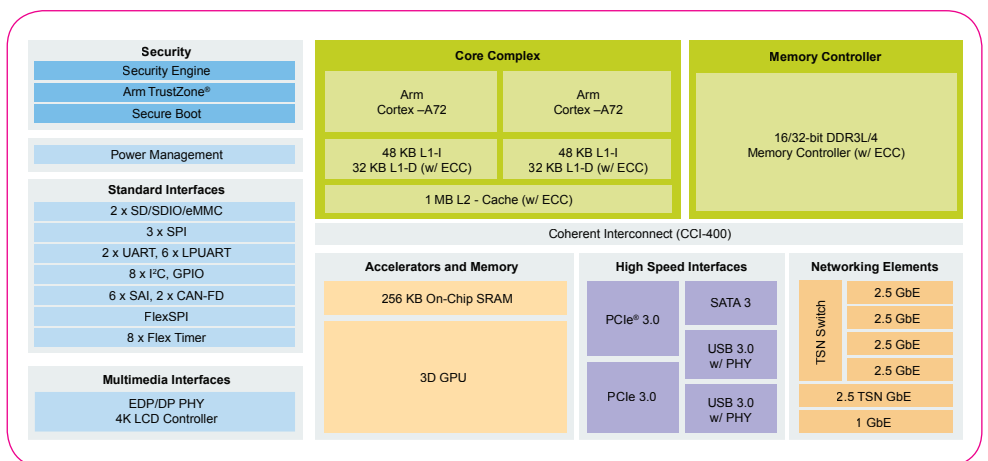 Security
Security Engine
Arm TrustZone®
Secure Boot
Power Management
Standard Interfaces
2 x SD/SDIO/eMMC
3 x SPI
2 x UART, 6 x LPUART
8 x I²C, GPIO
6 x SAI, 2 x CAN-FD
FlexSPI
8 x Flex Timer
Multimedia Interfaces
EDP/DP PHY
4K LCD Controller
Core Complex
Arm
Cortex –A72
Arm
Cortex –A72
48 KB L1-I
32 KB L1-D (w/ ECC)
48 KB L1-I
32 KB L1-D (w/ ECC)
1 MB L2 - Cache (w/ ECC)
Memory Controller
16/32-bit DDR3L/4
Memory Controller (w/ ECC)
Coherent Interconnect (CCI-400)
Accelerators and Memory
256 KB On-Chip SRAM
3D GPU
High Speed Interfaces
PCIe® 3.0
PCIe 3.0
SATA 3
USB 3.0
w/ PHY
USB 3.0
w/ PHY
Networking Elements
TSN Switch
2.5 GbE
2.5 GbE
2.5 GbE
2.5 GbE
2.5 TSN GbE
1 GbE